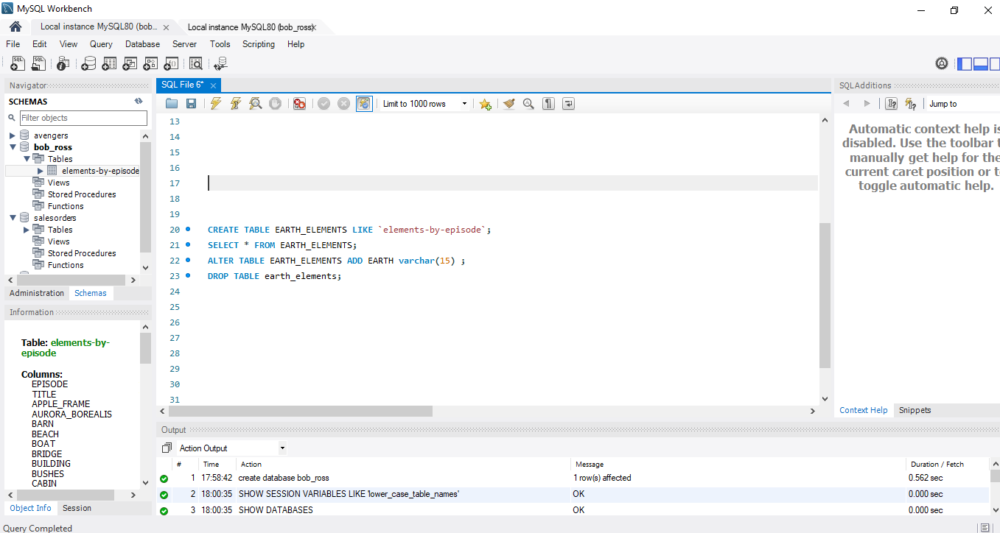 MySQL Workbench
Local instance MySQL80 (bob... Local instance MySQL80 (bob_ross)
File Edit View Query Database Server Tools Scripting Help
Navigator
SCHEMAS
Filter objects
avengers
bob_ross
Tables
elements-by-episode
Views
Stored Procedures
Functions
salesorders
Tables
Views
Stored Procedures
Functions
Administration Schemas
Information
Table: elements-by-
episode
Columns:
EPISODE
TITLE
APPLE_FRAME
AURORA_BOREALIS
BARN
BEACH
BOAT
BRIDGE
BUILDING
BUSHES
CABIN
Object Info Session
SQL File 6*
Limit to 1000 rows
13
14
15
16
17
18
19
20 CREATE TABLE EARTH_ELEMENTS LIKE `elements-by-episode`;
21 SELECT * FROM EARTH_ELEMENTS;
22 ALTER TABLE EARTH_ELEMENTS ADD EARTH varchar(15) ;
23 DROP TABLE earth_elements;
24
25
26
27
28
29
30
31
SQLAdditions
Jump to
Automatic context help is
disabled. Use the toolbar t
manually get help for the
current caret position or to
toggle automatic help.
Context Help Snippets
Output
Action Output
# Time Action Message Duration / Fetch
1 17:58:42 create database bob_ross 1 row(s) affected 0.562 sec
2 18:00:35 SHOW SESSION VARIABLES LIKE 'lower_case_table_names' OK 0.000 sec
3 18:00:35 SHOW DATABASES OK 0.000 sec
Query Completed